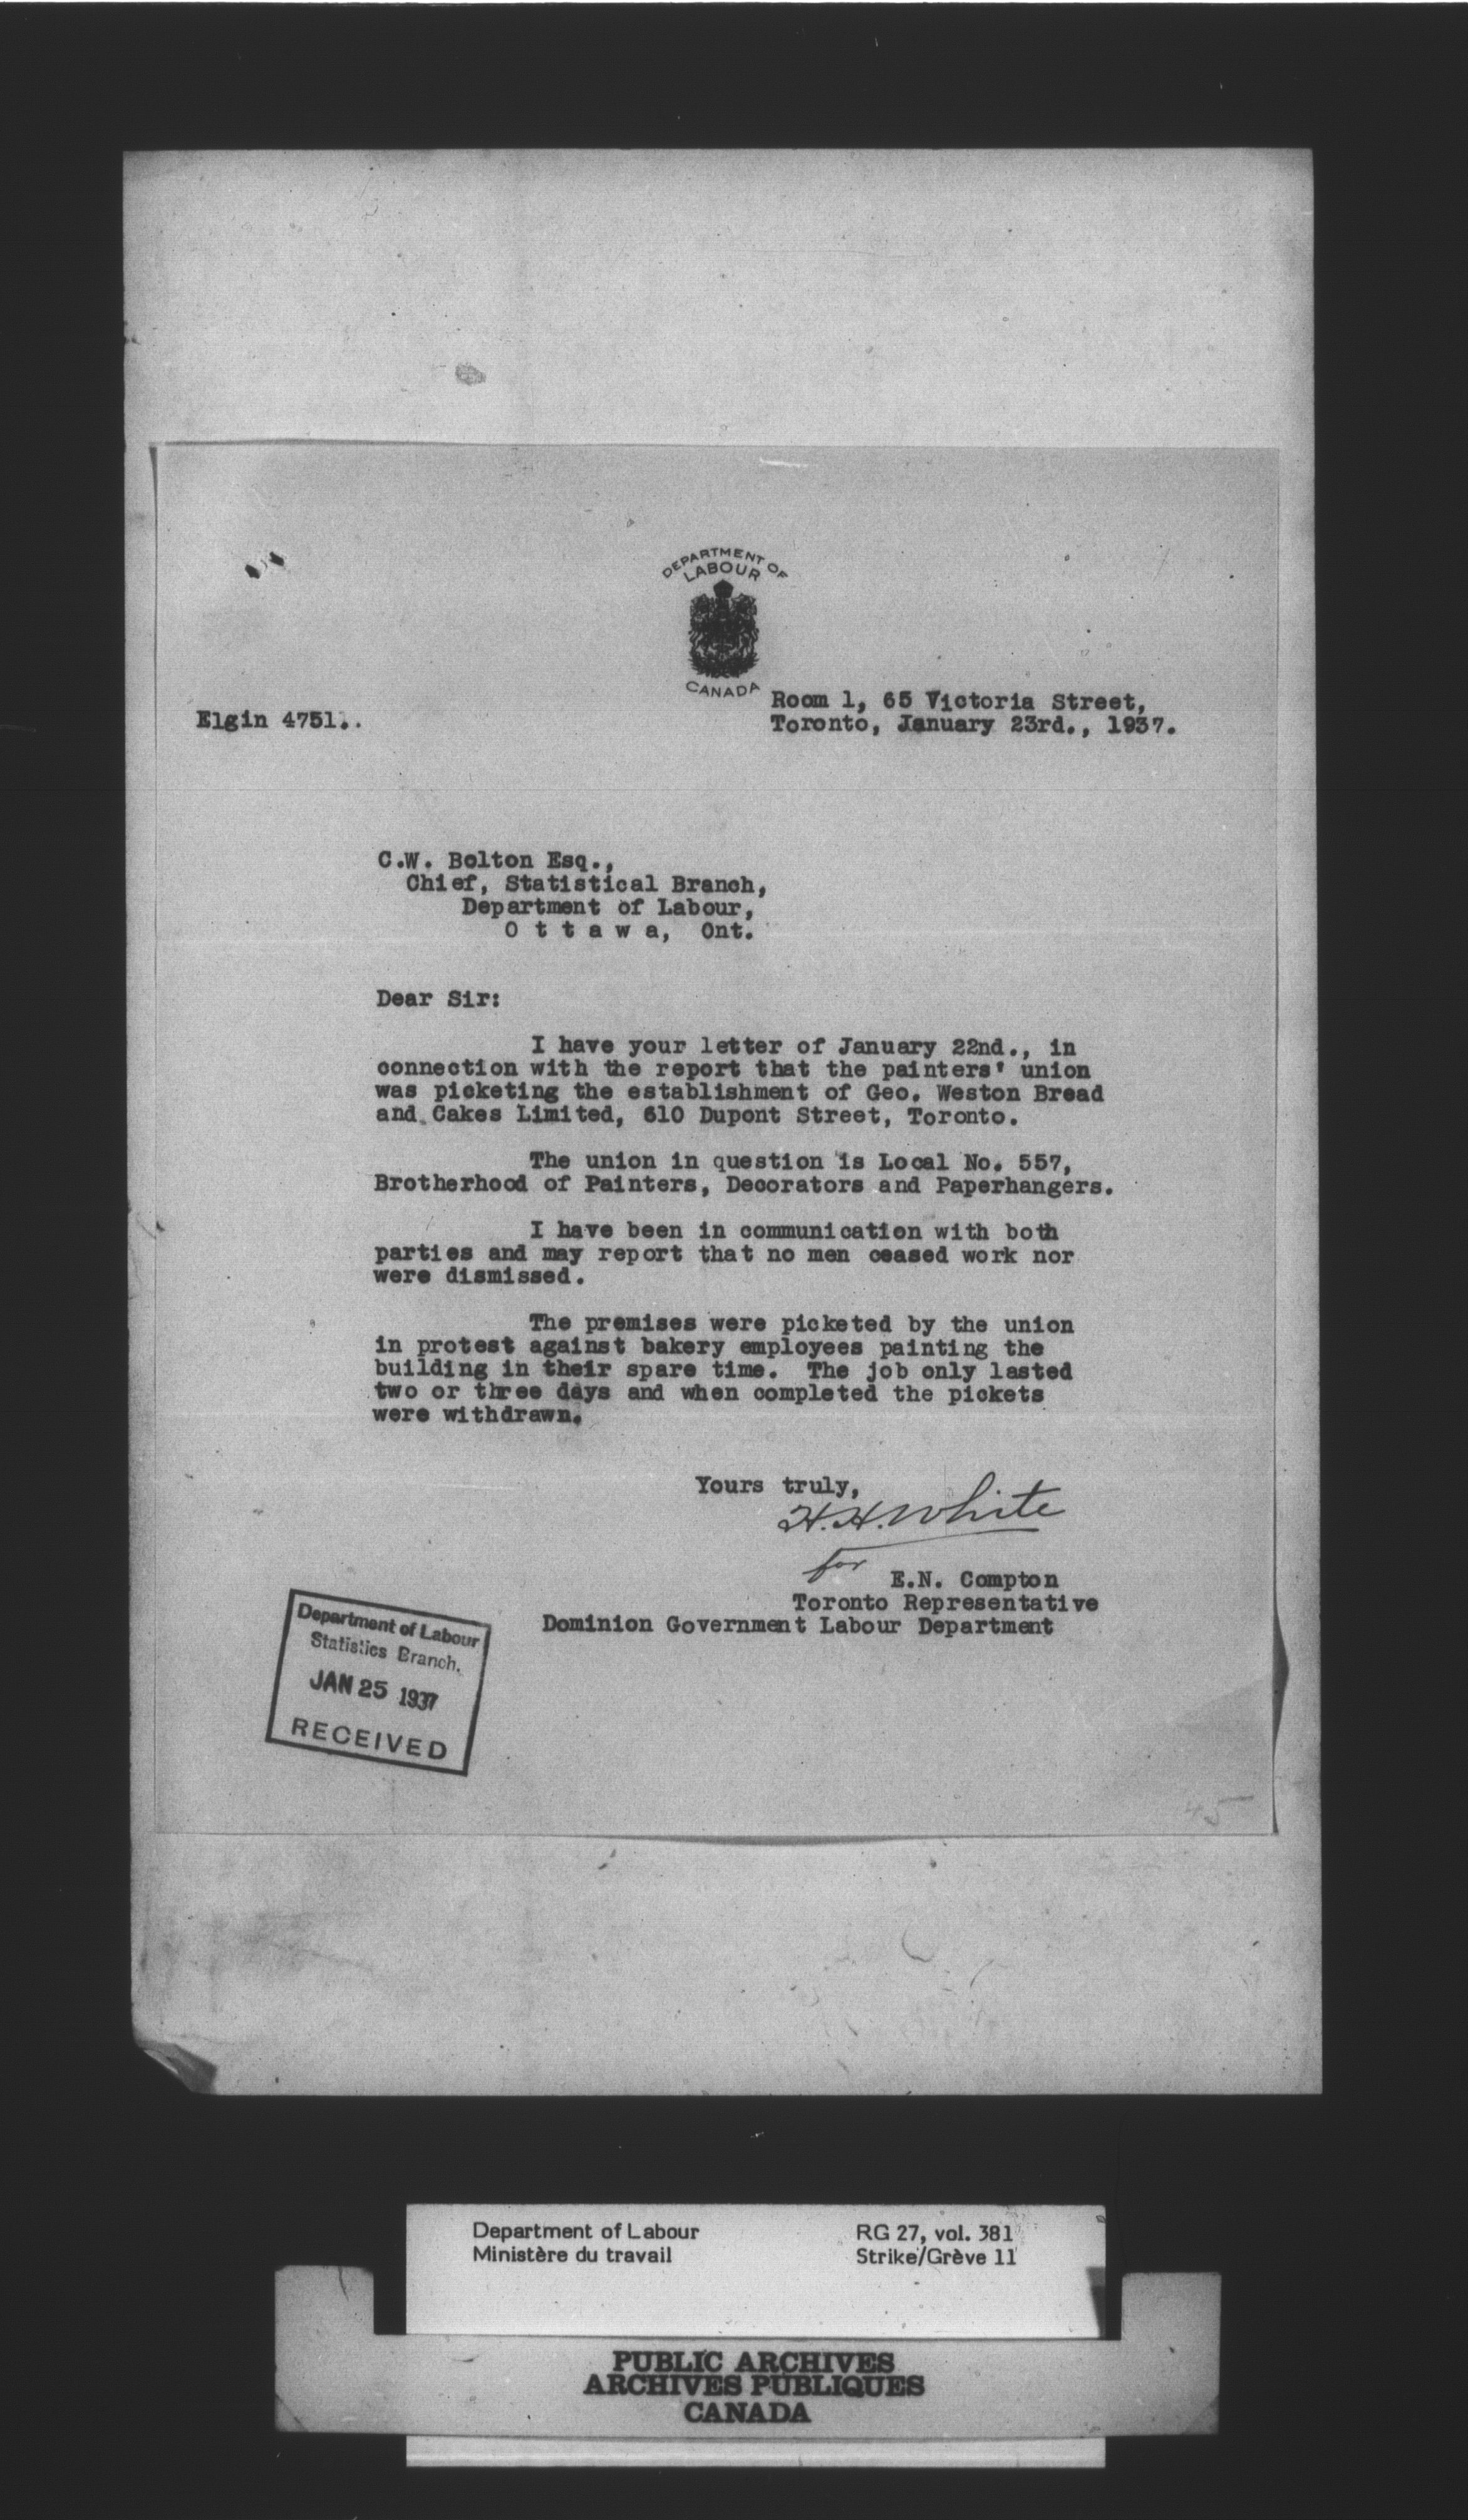 DEPARTMENT OF
LABOUR
CANADA
Elgin 4751..
Room 1, 65 Victoria Street,
Toronto, January 23rd., 1937.
C.W. Bolton Esq.,
Chief, Statistical Branch,
Department of Labour,
O t t a w a, Ont.
Dear Sir:
I have your letter of January 22nd., in
connection with the report that the painters' union
was picketing the establishment of Geo. Weston Bread
and Cakes Limited, 610 Dupont Street, Toronto.
The union in question is Local No. 557,
Brotherhood of Painters, Decorators and Paperhangers.
I have been in communication with both
parties and may report that no men ceased work nor
were dismissed.
The premises were picketed by the union
in protest against bakery employees painting the
building in their spare time. The job only lasted
two or three days and when completed the pickets
were withdrawn.
Yours truly,
H.H. White
for
E.N. Compton
Toronto Representative
Dominion Government Labour Department
Department of Labour
Statistics Branch.
JAN 25 1937
RECEIVED
45
Department of Labour
Ministère du travail
RG 27, vol. 381
Strike/Grève 11
PUBLIC ARCHIVES
ARCHIVES PUBLIQUES
CANADA